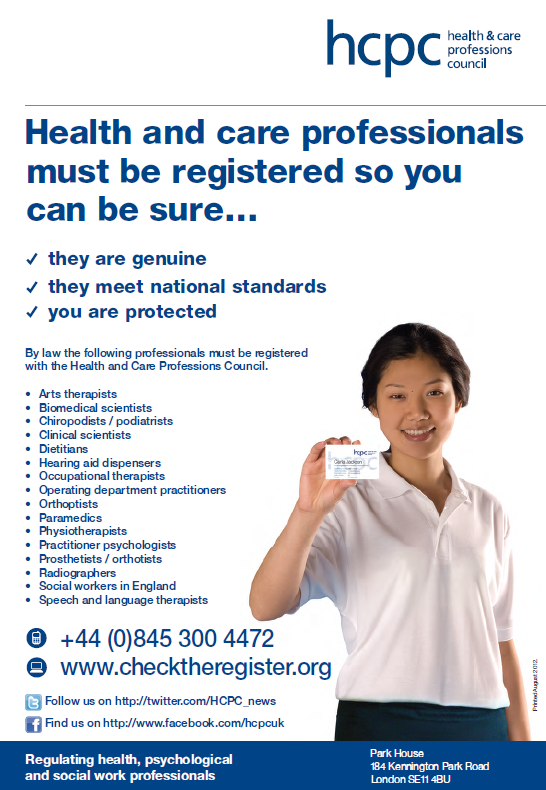 hcpc
health & care
professions
council
Health and care professionals
must be registered so you
can be sure...
they are genuine
they meet national standards
you are protected
By law the following professionals must be registered
with the Health and Care Professions Council.
• Arts therapists
• Biomedical scientists
• Chiropodists / podiatrists
• Clinical scientists
• Dietitians
• Hearing aid dispensers
• Occupational therapists
• Operating department practitioners
• Orthoptists
• Paramedics
• Physiotherapists
• Practitioner psychologists
• Prosthetists / orthotists
• Radiographers
• Social workers in England
• Speech and language therapists
hcpc
+44 (0)845 300 4472
www.checktheregister.org
Follow us on http://twitter.com/HCPC_news
Find us on http://www.facebook.com/hcpcuk
Printed August 2012.
Regulating health, psychological
and social work professionals
Park House
184 Kennington Park Road
London SE11 4BU